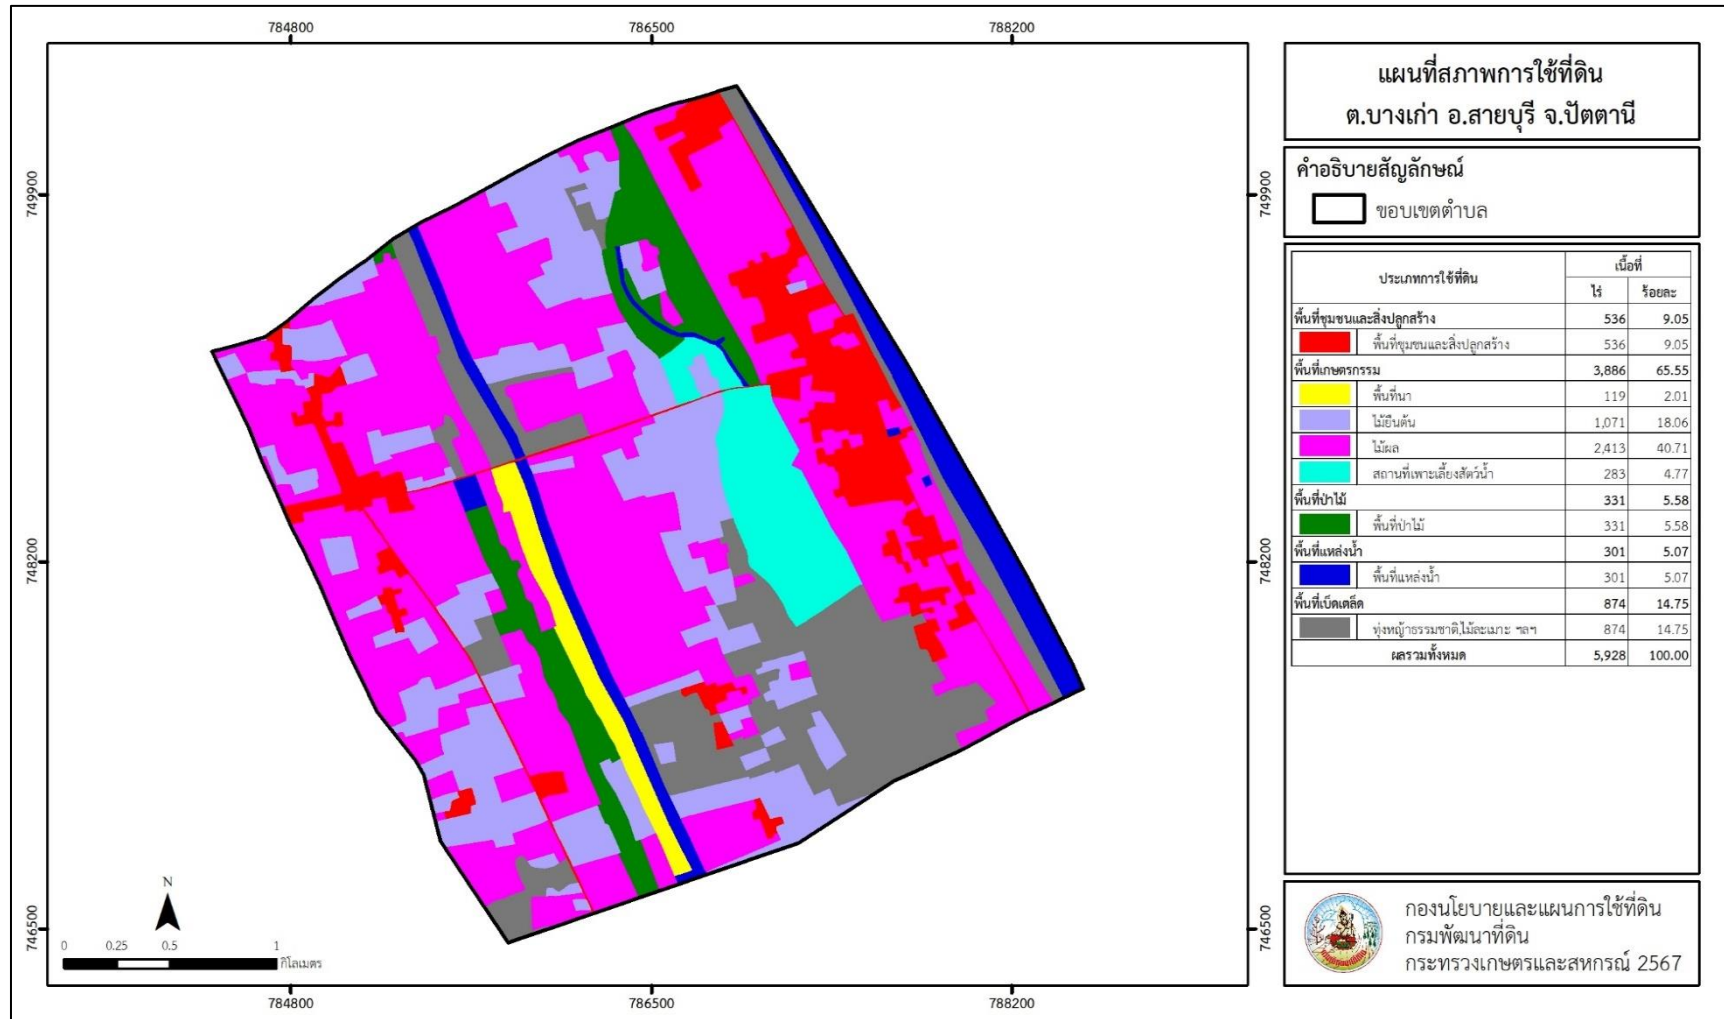 784800 786500 788200
749900 749900
748200 748200
746500 746500
784800 786500 788200
N
0 0.25 0.5 1
กิโลเมตร
แผนที่สภาพการใช้ที่ดิน
ต.บางเก่า อ.สายบุรี จ.ปัตตานี
คำอธิบายสัญลักษณ์
ขอบเขตตำบล
ประเภทการใช้ที่ดิน เนื้อที่
ไร่ ร้อยละ
พื้นที่ชุมชนและสิ่งปลูกสร้าง 536 9.05
พื้นที่ชุมชนและสิ่งปลูกสร้าง 536 9.05
พื้นที่เกษตรกรรม 3,886 65.55
พื้นที่นา 119 2.01
ไม้ยืนต้น 1,071 18.06
ไม้ผล 2,413 40.71
สถานที่เพาะเลี้ยงสัตว์น้ำ 283 4.77
พื้นที่ป่าไม้ 331 5.58
พื้นที่ป่าไม้ 331 5.58
พื้นที่แหล่งน้ำ 301 5.07
พื้นที่แหล่งน้ำ 301 5.07
พื้นที่เบ็ดเตล็ด 874 14.75
ทุ่งหญ้าธรรมชาติ,ไม้ละเมาะ ฯลฯ 874 14.75
ผลรวมทั้งหมด 5,928 100.00
กองนโยบายและแผนการใช้ที่ดิน
กรมพัฒนาที่ดิน
กระทรวงเกษตรและสหกรณ์ 2567